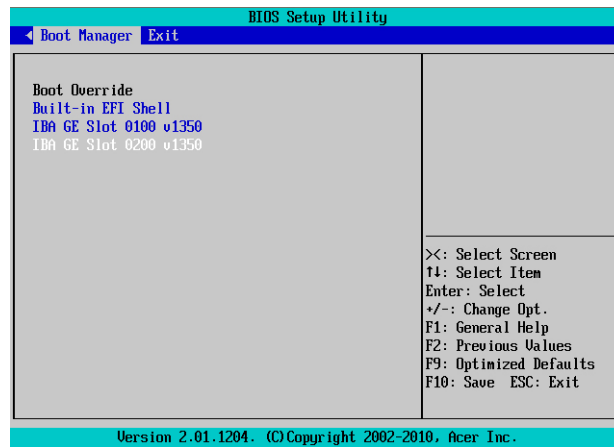 BIOS Setup Utility
Boot Manager Exit
Boot Override
Built-in EFI Shell
IBA GE Slot 0100 v1350
IBA GE Slot 0200 v1350
><: Select Screen
↑↓: Select Item
Enter: Select
+/-: Change Opt.
F1: General Help
F2: Previous Values
F9: Optimized Defaults
F10: Save ESC: Exit
Version 2.01.1204. (C)Copyright 2002-2010, Acer Inc.